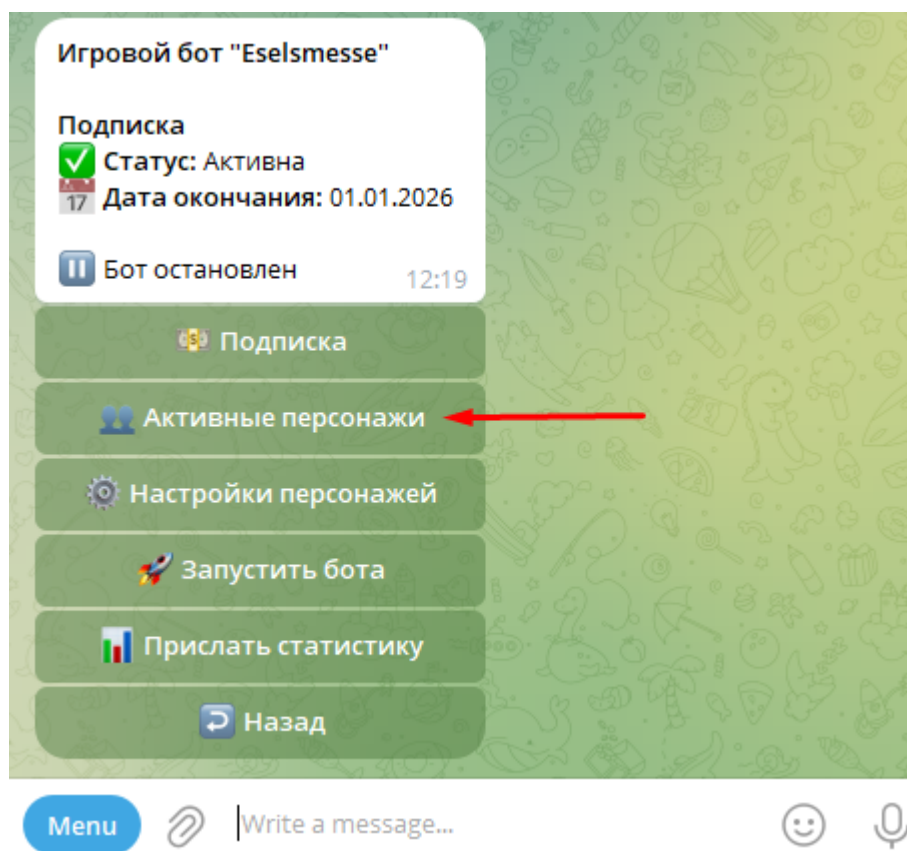 Игровой бот "Eselsmesse"
Подписка
✅ Статус: Активна
17 Дата окончания: 01.01.2026
⏸ Бот остановлен
12:19
Подписка
Активные персонажи
Настройки персонажей
Запустить бота
Прислать статистику
Назад
Menu
Write a message...